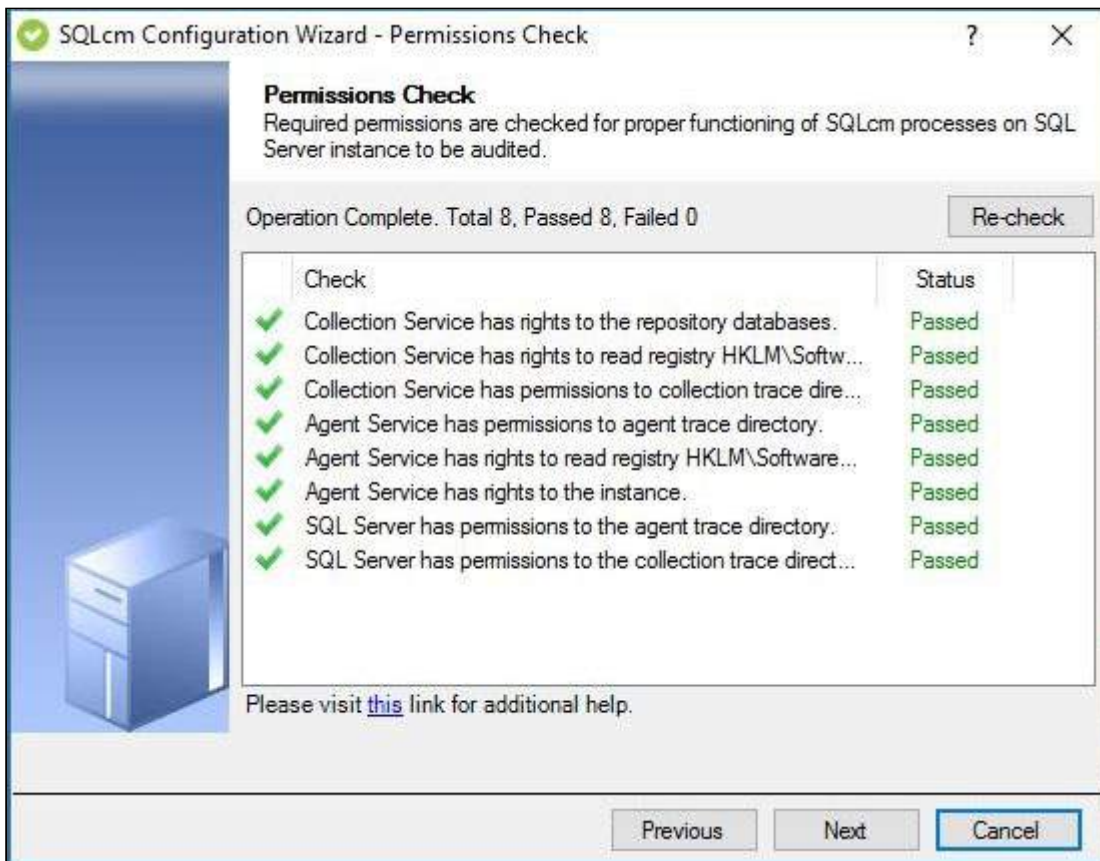 SQLcm Configuration Wizard - Permissions Check
Permissions Check
Required permissions are checked for proper functioning of SQLcm processes on SQL
Server instance to be audited.
Operation Complete. Total 8, Passed 8, Failed 0
Re-check
Check Status
Collection Service has rights to the repository databases. Passed
Collection Service has rights to read registry HKLM\Softw... Passed
Collection Service has permissions to collection trace dire... Passed
Agent Service has permissions to agent trace directory. Passed
Agent Service has rights to read registry HKLM\Software... Passed
Agent Service has rights to the instance. Passed
SQL Server has permissions to the agent trace directory. Passed
SQL Server has permissions to the collection trace direct... Passed
Please visit this link for additional help.
Previous Next Cancel